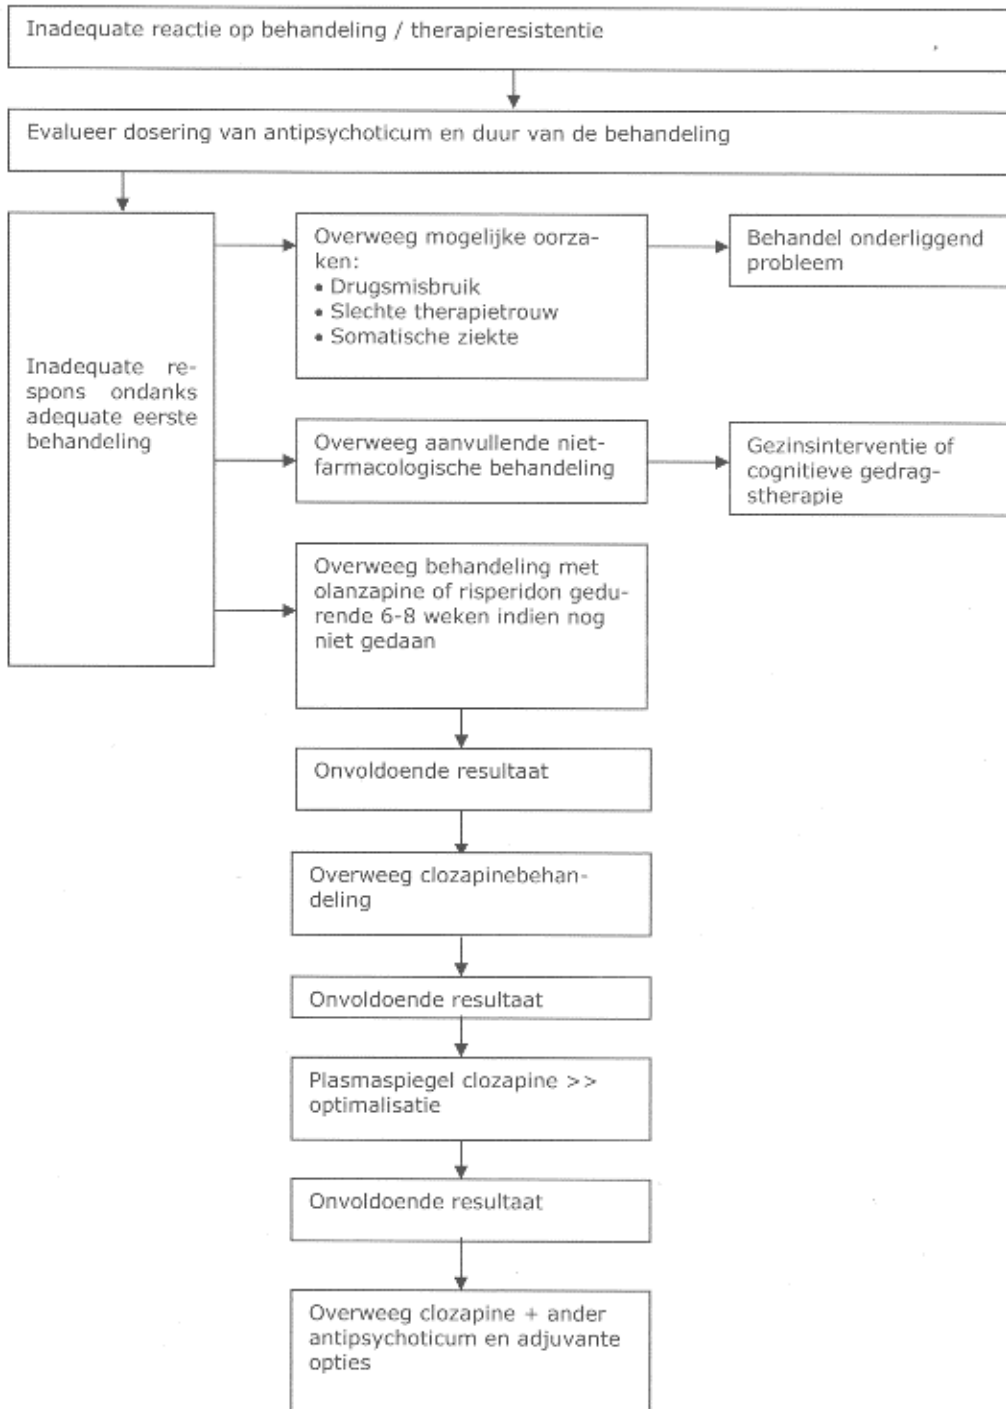 Inadequate reactie op behandeling / therapieresistentie
Evalueer dosering van antipsychoticum en duur van de behandeling
Inadequate re-
spons ondanks
adequate eerste
behandeling
Overweeg mogelijke oorza-
ken:
• Drugsmisbruik
• Slechte therapietrouw
• Somatische ziekte
Behandel onderliggend
probleem
Overweeg aanvullende niet-
farmacologische behandeling
Gezinsinterventie of
cognitieve gedrag-
stherapie
Overweeg behandeling met
olanzapine of risperidon gedu-
rende 6-8 weken indien nog
niet gedaan
Onvoldoende resultaat
Overweeg clozapinebehan-
deling
Onvoldoende resultaat
Plasmaspiegel clozapine >>
optimalisatie
Onvoldoende resultaat
Overweeg clozapine + ander
antipsychoticum en adjuvante
opties